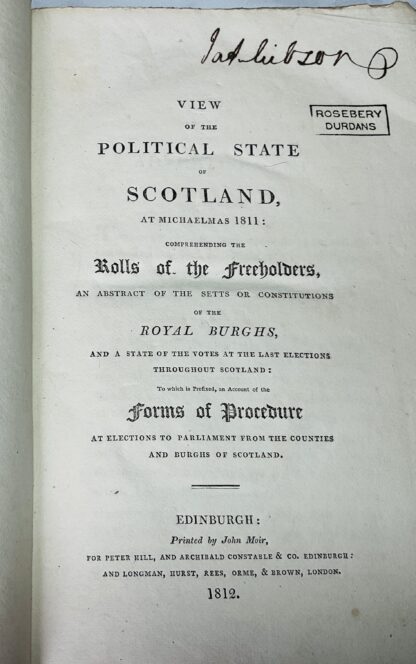 Jas Gibson
ROSEBERY
DURDANS
VIEW
OF THE
POLITICAL STATE
OF
SCOTLAND,
AT MICHAELMAS 1811:
COMPREHENDING THE
Rolls of the Freeholders,
AN ABSTRACT OF THE SETTS OR CONSTITUTIONS
OF THE
ROYAL BURGHS,
AND A STATE OF THE VOTES AT THE LAST ELECTIONS
THROUGHOUT SCOTLAND:
To which is Prefixed, an Account of the
Forms of Procedure
AT ELECTIONS TO PARLIAMENT FROM THE COUNTIES
AND BURGHS OF SCOTLAND.
EDINBURGH:
Printed by John Moir,
FOR PETER HILL, AND ARCHIBALD CONSTABLE & CO. EDINBURGH:
AND LONGMAN, HURST, REES, ORME, & BROWN, LONDON.
1812.